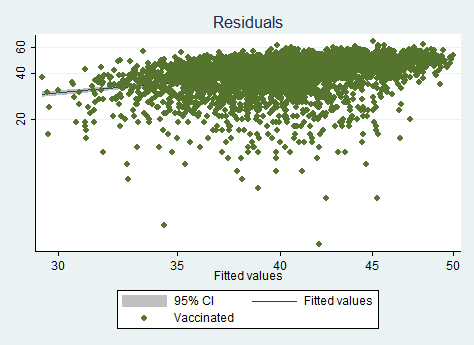 Residuals
60
40
20
30 35 40 45 50
Fitted values
95% CI Fitted values
Vaccinated